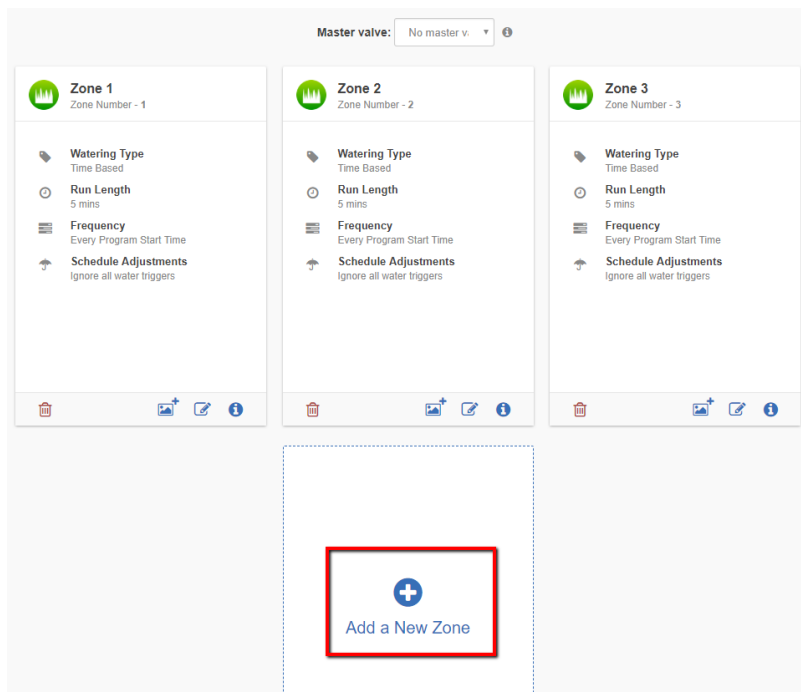 Master valve: No master v
Zone 1
Zone Number - 1
Watering Type
Time Based
Run Length
5 mins
Frequency
Every Program Start Time
Schedule Adjustments
Ignore all water triggers
Zone 2
Zone Number - 2
Watering Type
Time Based
Run Length
5 mins
Frequency
Every Program Start Time
Schedule Adjustments
Ignore all water triggers
Zone 3
Zone Number - 3
Watering Type
Time Based
Run Length
5 mins
Frequency
Every Program Start Time
Schedule Adjustments
Ignore all water triggers
Add a New Zone